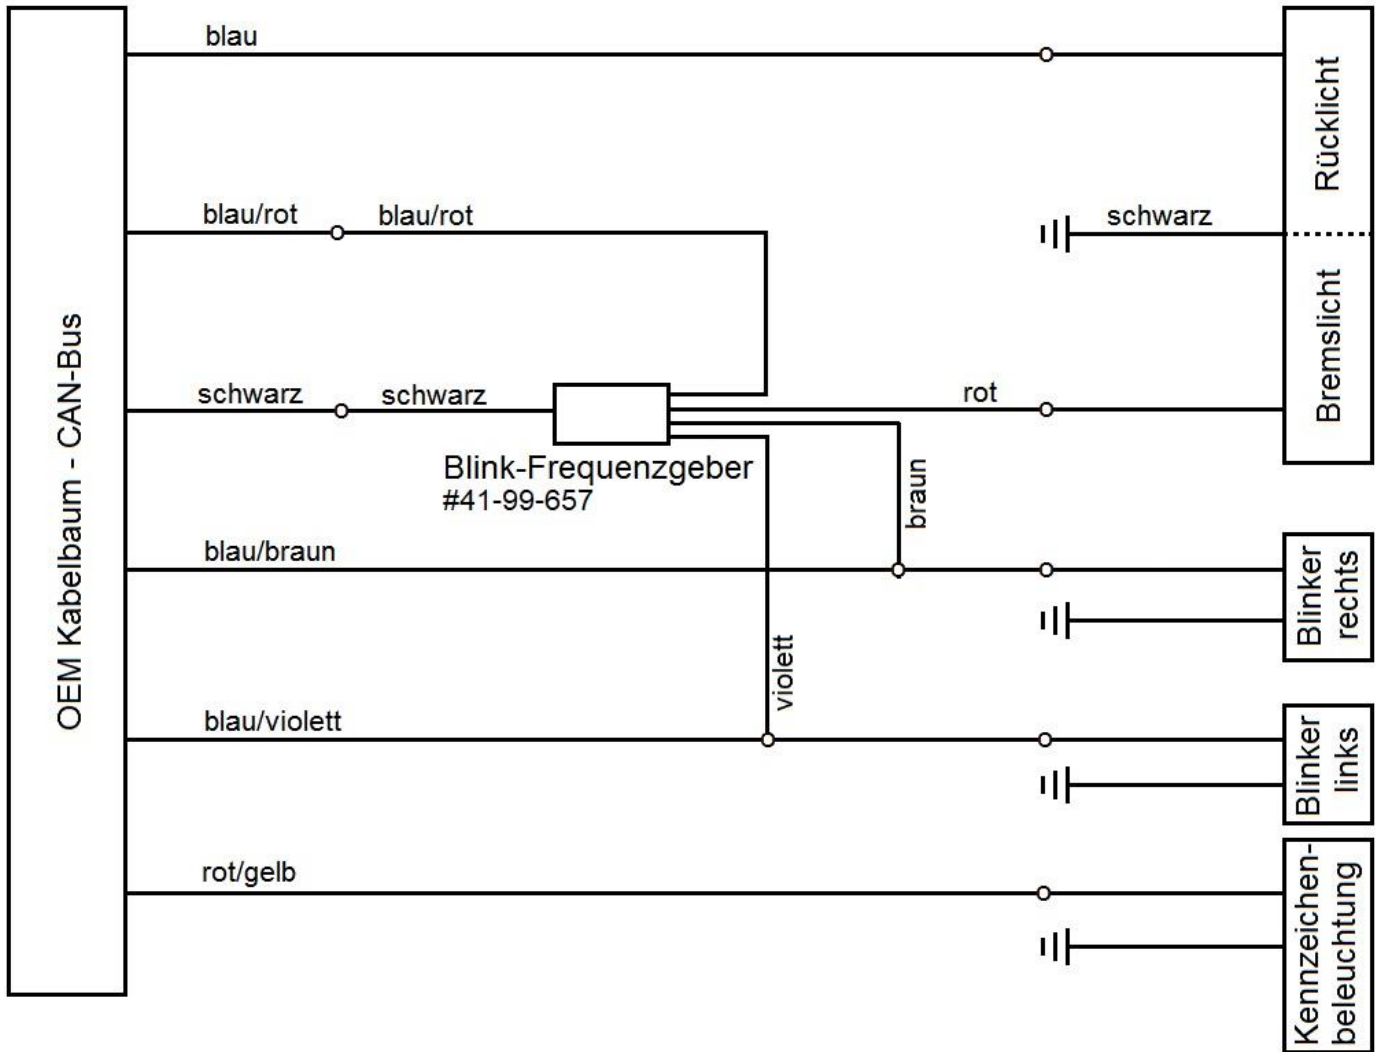 blau
Rücklicht
blau/rot
blau/rot
schwarz
OEM Kabelbaum - CAN-Bus
Bremslicht
schwarz
schwarz
rot
Blink-Frequenzgeber
#41-99-657
braun
blau/braun
Blinker
rechts
violett
blau/violett
Blinker
links
rot/gelb
Kennzeichen-
beleuchtung